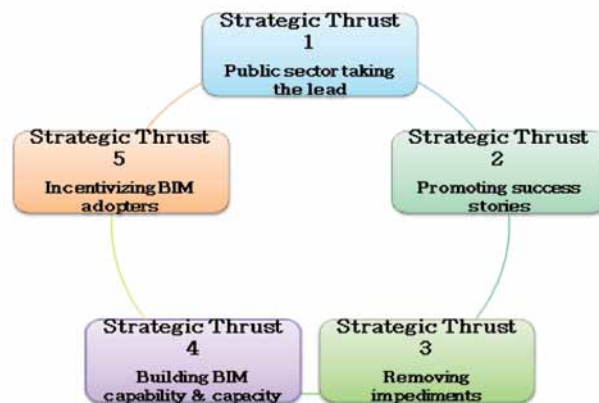 Strategic Thrust
1
Public sector taking
the lead
Strategic Thrust
2
Promoting success
stories
Strategic Thrust
3
Removing
impediments
Strategic Thrust
4
Building BIM
capability & capacity
Strategic Thrust
5
Incentivizing BIM
adopters